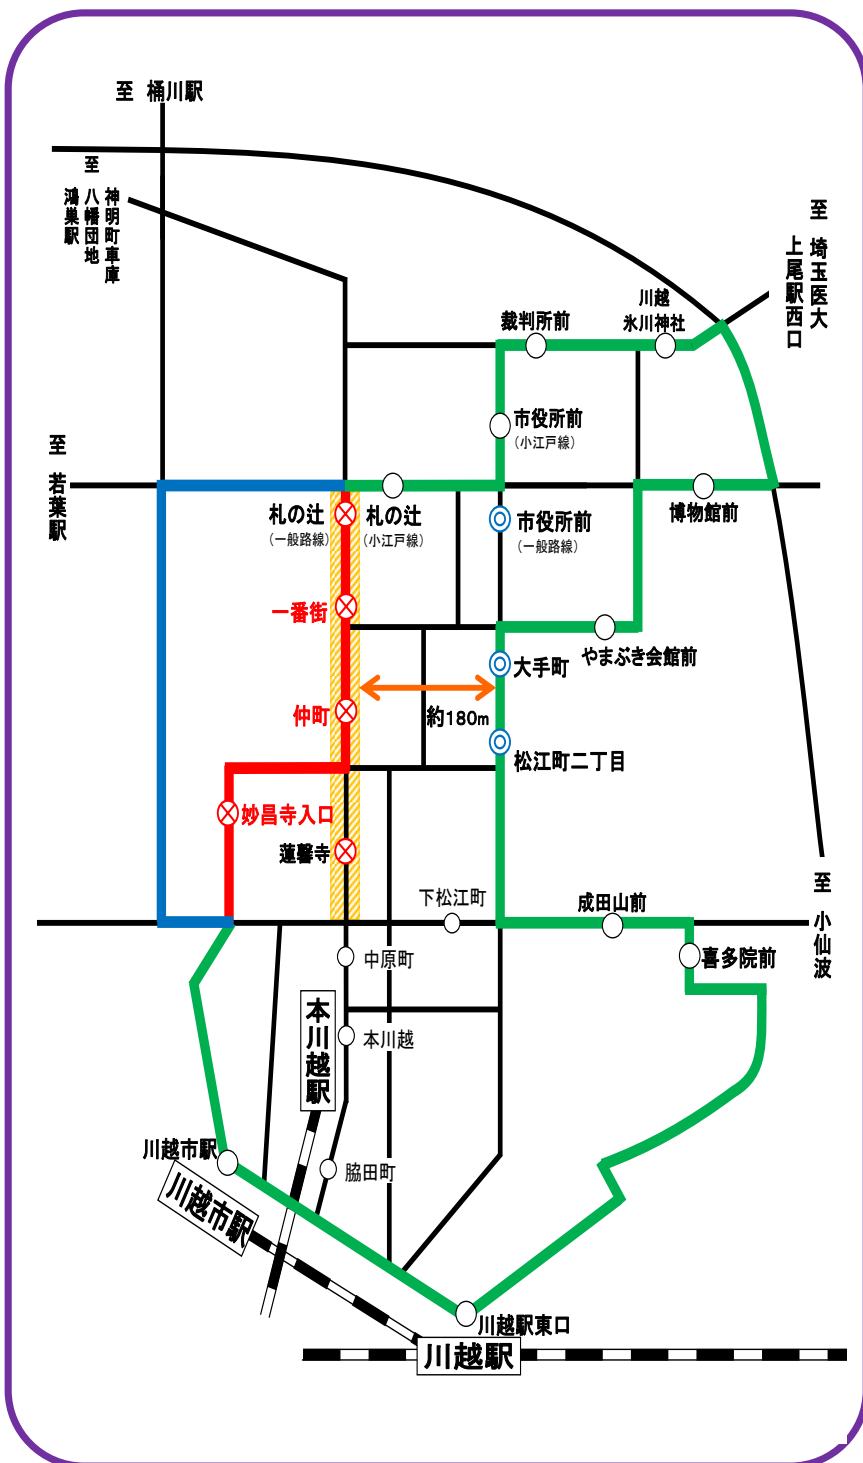 至 桶川駅
至 神明町車庫
八幡団地
鴻巣駅
至 埼玉医大
上尾駅西口
川越
氷川神社
裁判所前
市役所前
(小江戸線)
至 若葉駅
札の辻
(一般路線)
札の辻
(小江戸線)
市役所前
(一般路線)
博物館前
一番街
やまぶき会館前
大手町
仲町
約180m
松江町二丁目
妙昌寺入口
蓮馨寺
至 小仙波
下松江町
成田山前
中原町
喜多院前
本川越駅
本川越
川越市駅
脇田町
川越市駅
川越駅東口
川越駅